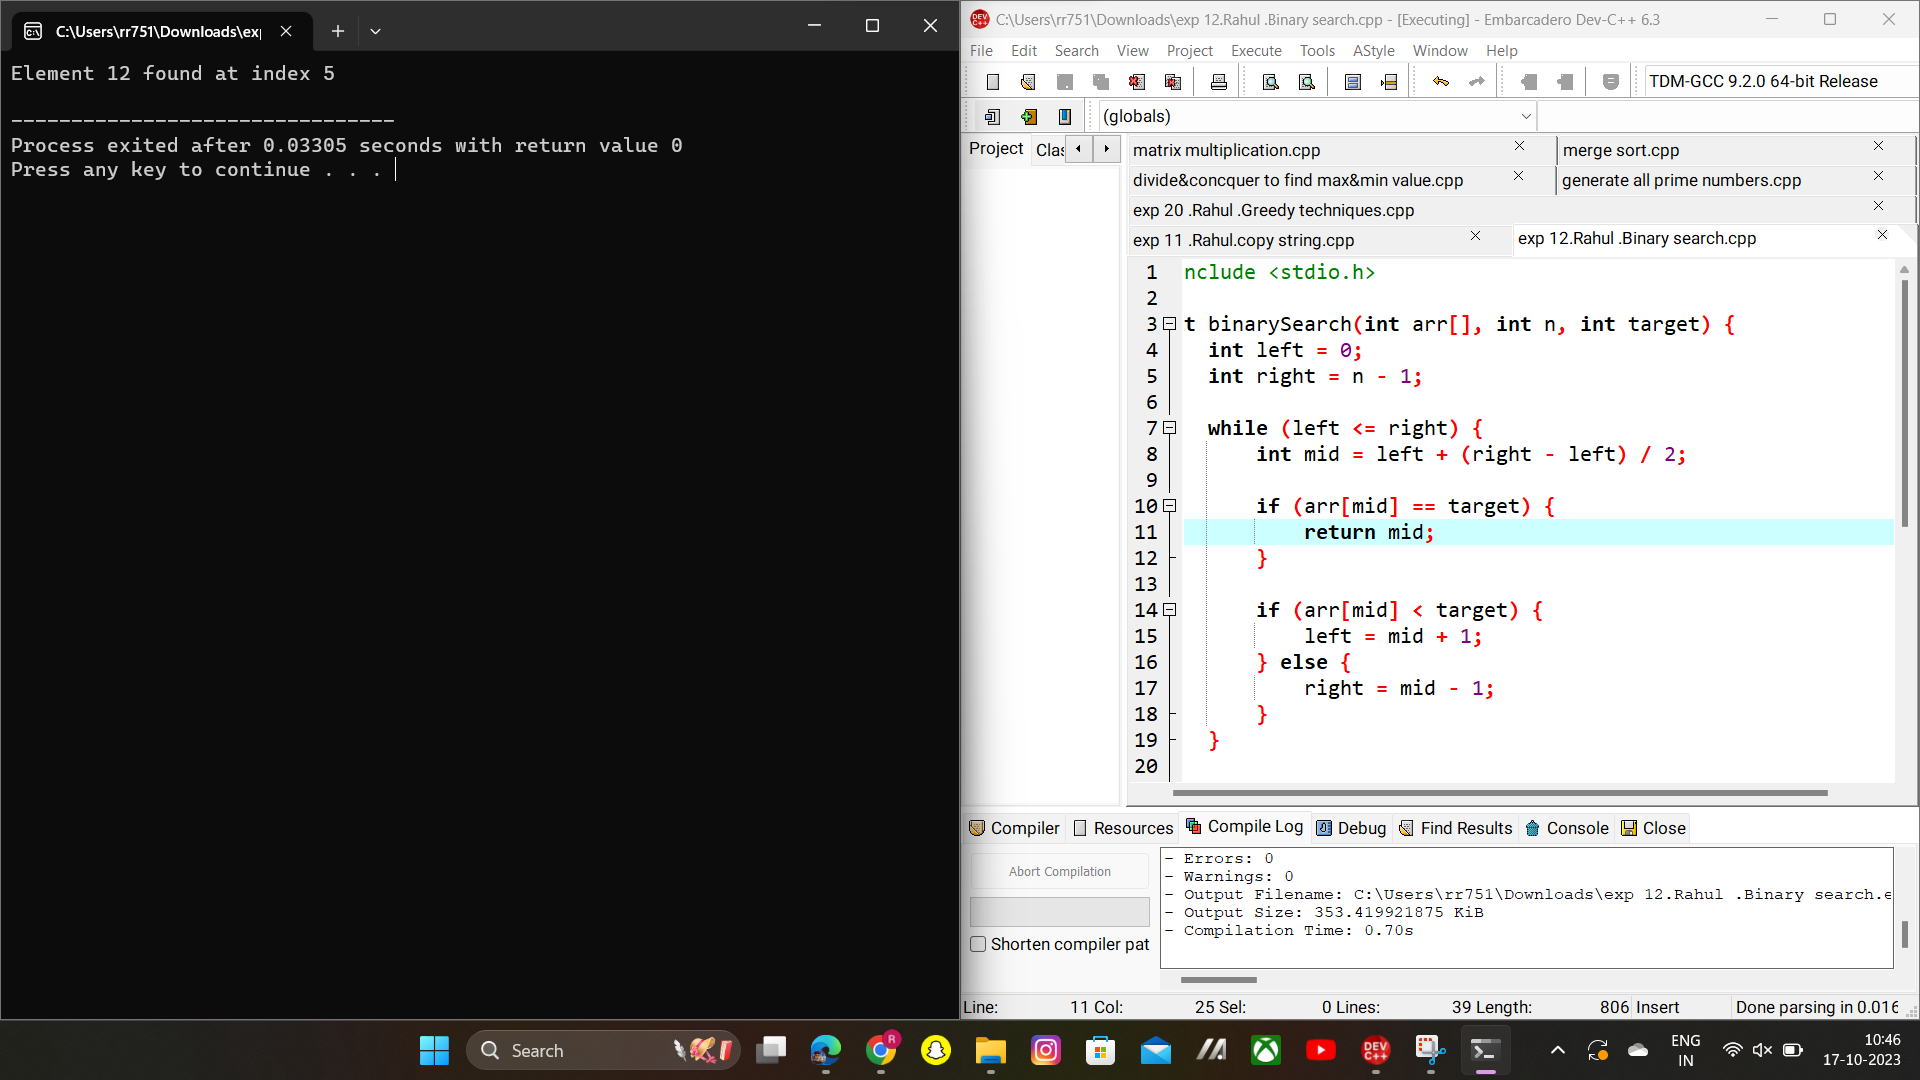 C:\Users\rr751\Downloads\exp
Element 12 found at index 5
--------------------------------
Process exited after 0.03305 seconds with return value 0
Press any key to continue . . .
C:\Users\rr751\Downloads\exp 12.Rahul .Binary search.cpp - [Executing] - Embarcadero Dev-C++ 6.3
File Edit Search View Project Execute Tools AStyle Window Help
TDM-GCC 9.2.0 64-bit Release
(globals)
Project Clas
matrix multiplication.cpp merge sort.cpp
divide&concquer to find max&min value.cpp generate all prime numbers.cpp
exp 20 .Rahul .Greedy techniques.cpp
exp 11 .Rahul.copy string.cpp exp 12.Rahul .Binary search.cpp
1 nclude <stdio.h>
2
3 t binarySearch(int arr[], int n, int target) {
4 int left = 0;
5 int right = n - 1;
6
7 while (left <= right) {
8 int mid = left + (right - left) / 2;
9
10 if (arr[mid] == target) {
11 return mid;
12 }
13
14 if (arr[mid] < target) {
15 left = mid + 1;
16 } else {
17 right = mid - 1;
18 }
19 }
20
Compiler Resources Compile Log Debug Find Results Console Close
Abort Compilation
Shorten compiler pat
- Errors: 0
- Warnings: 0
- Output Filename: C:\Users\rr751\Downloads\exp 12.Rahul .Binary search.e
- Output Size: 353.419921875 KiB
- Compilation Time: 0.70s
Line: 11 Col: 25 Sel: 0 Lines: 39 Length: 806 Insert Done parsing in 0.016
Search
R
DEV C++
ENG
IN
10:46
17-10-2023